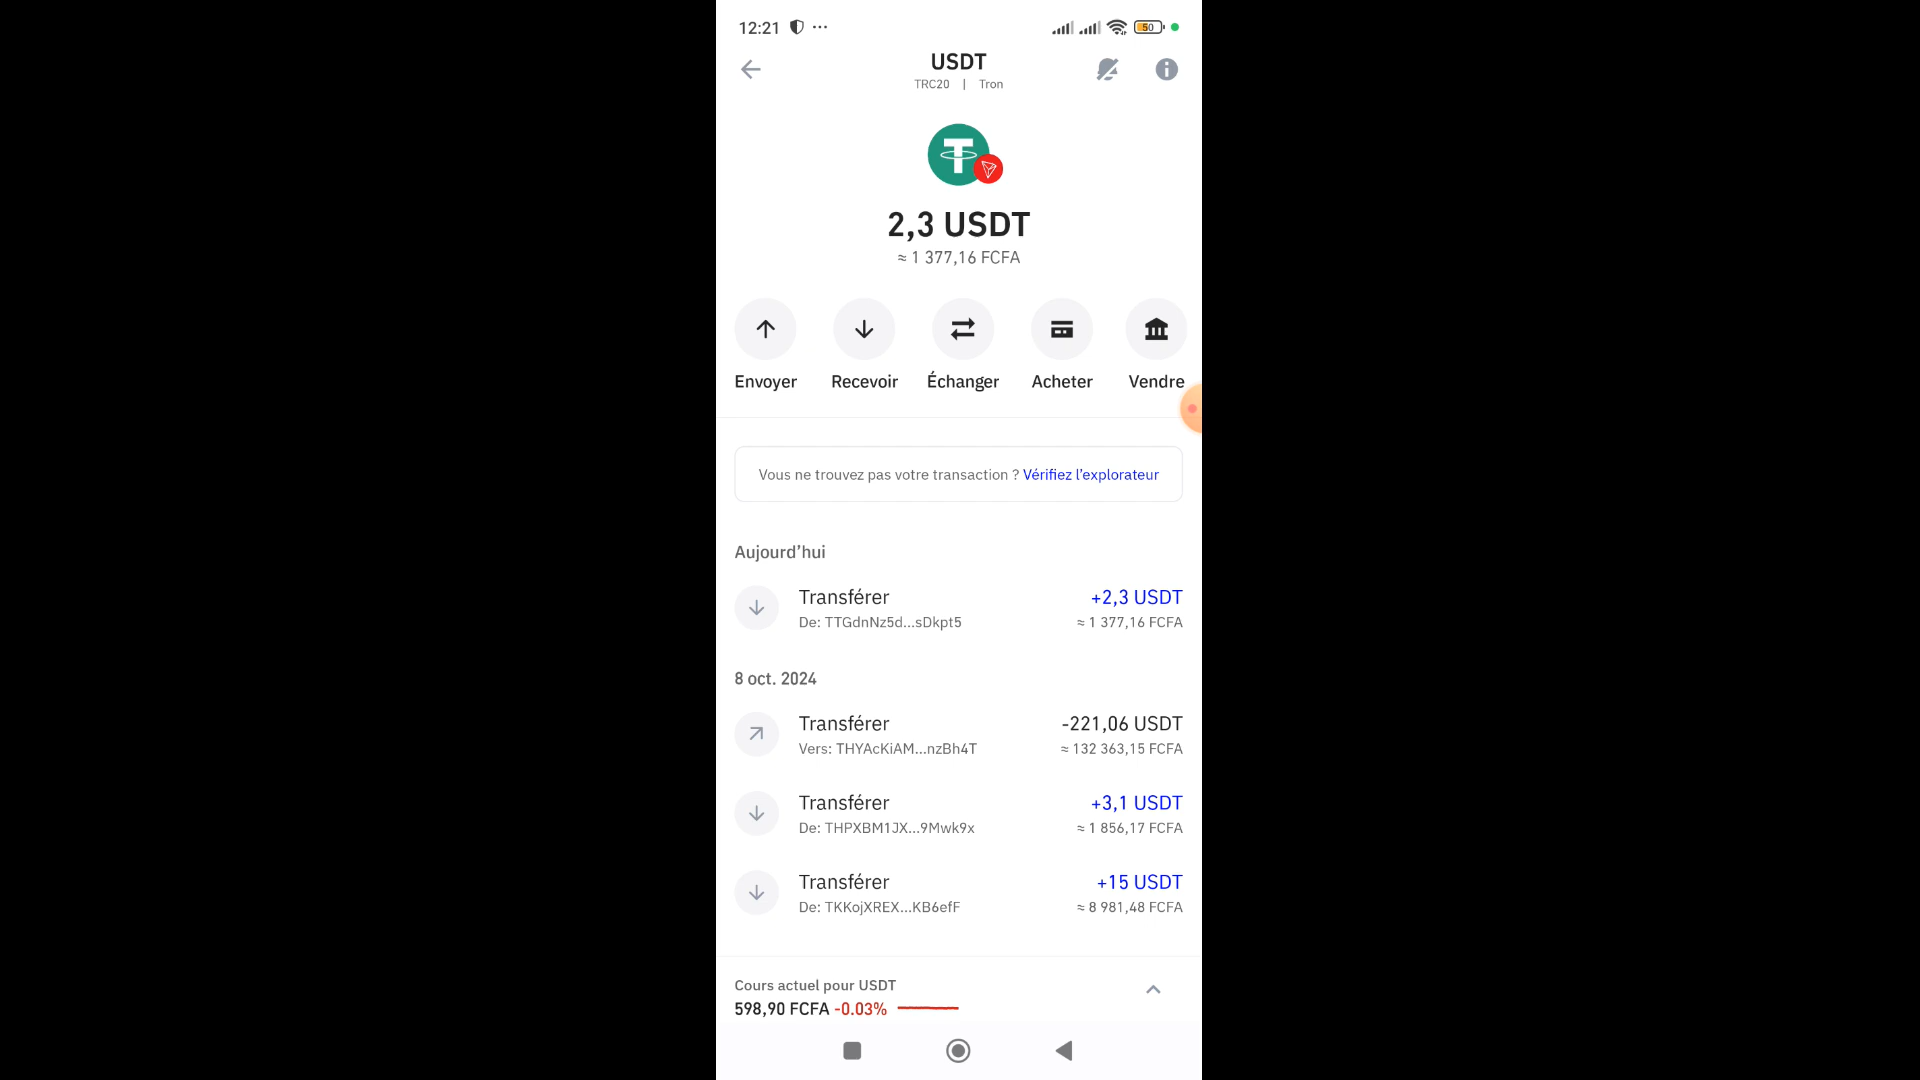 12:21
50
USDT
TRC20 | Tron
2,3 USDT
≈ 1 377,16 FCFA
Envoyer Recevoir Échanger Acheter Vendre
Vous ne trouvez pas votre transaction ? Vérifiez l'explorateur
Aujourd'hui
Transférer +2,3 USDT
De: TTGdnNz5d...sDkpt5 ≈ 1 377,16 FCFA
8 oct. 2024
Transférer -221,06 USDT
Vers: THYAcKiAM...nzBh4T ≈ 132 363,15 FCFA
Transférer +3,1 USDT
De: THPXBM1JX...9Mwk9x ≈ 1 856,17 FCFA
Transférer +15 USDT
De: TKKojXREX...KB6efF ≈ 8 981,48 FCFA
Cours actuel pour USDT
598,90 FCFA -0.03%